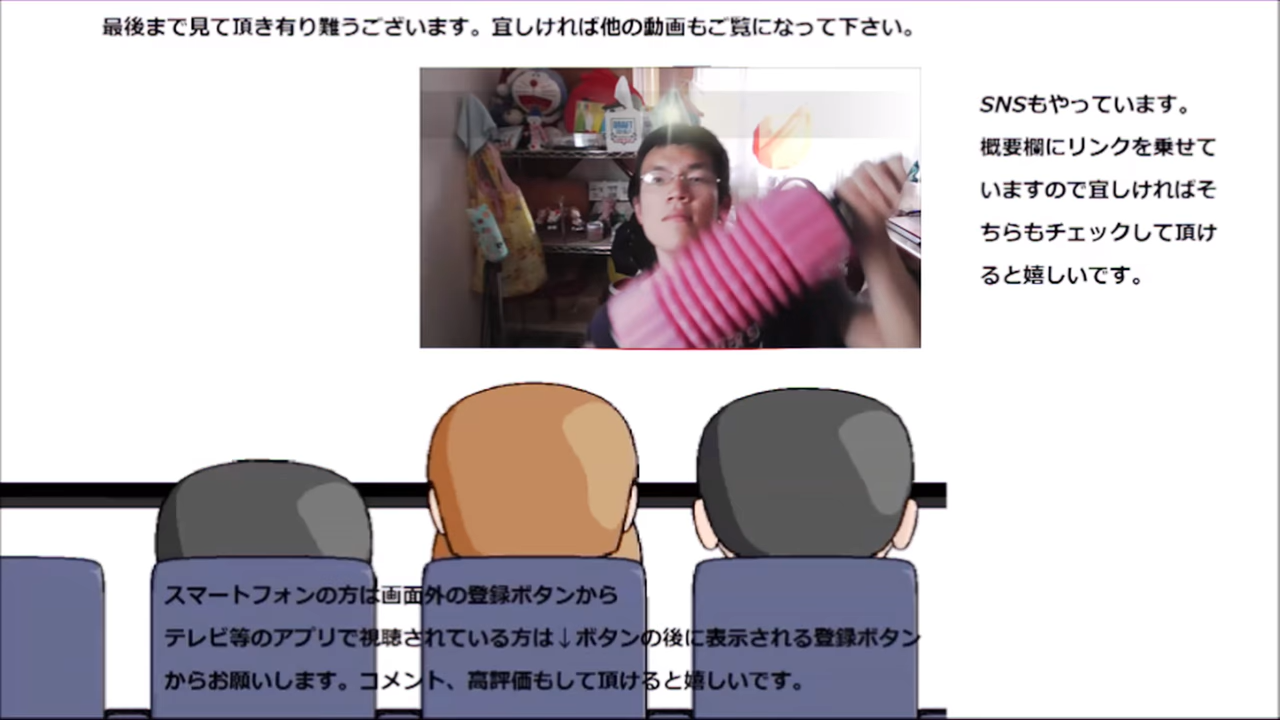 最後まで見て頂き有り難うございます。宜しければ他の動画もご覧になって下さい。
SNSもやっています。
概要欄にリンクを乗せて
いますので宜しければそ
ちらもチェックして頂け
ると嬉しいです。
スマートフォンの方は画面外の登録ボタンから
テレビ等のアプリで視聴されている方は↓ボタンの後に表示される登録ボタン
からお願いします。コメント、高評価もして頂けると嬉しいです。